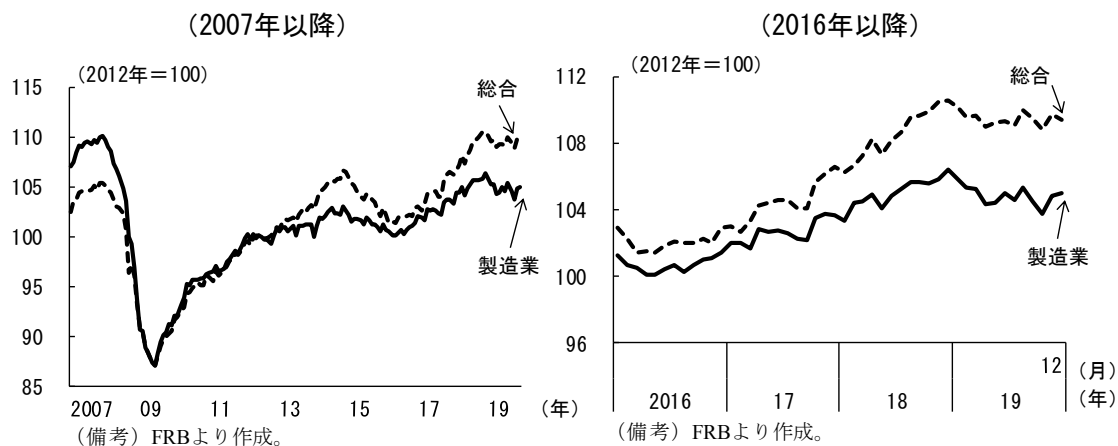 （2007年以降）
（2012年＝100）
115
110
105
100
95
90
85
総合
製造業
2007 09 11 13 15 17 19 （年）
（備考）FRBより作成。
（2016年以降）
（2012年＝100）
112
108
104
100
96
総合
製造業
12 （月）
2016 17 18 19 （年）
（備考）FRBより作成。